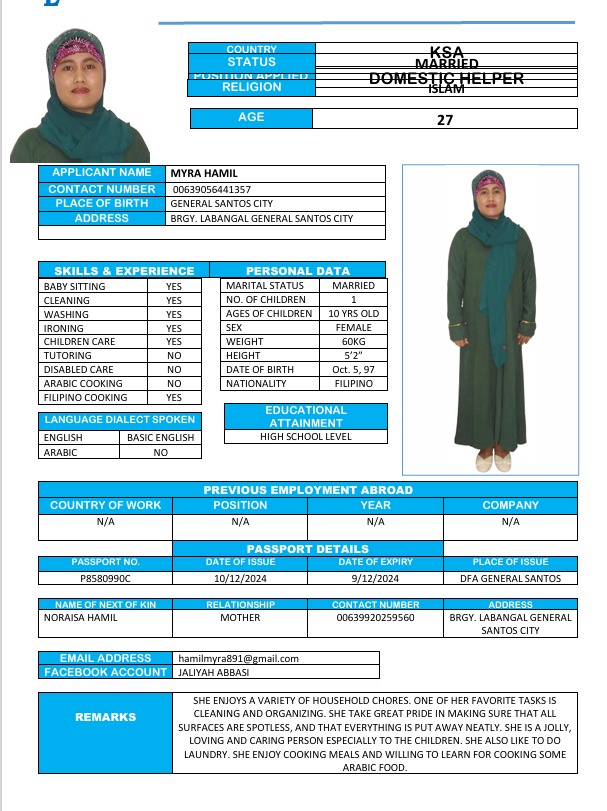 COUNTRY KSA
STATUS MARRIED
POSITION APPLIED DOMESTIC HELPER
RELIGION ISLAM
AGE 27
APPLICANT NAME MYRA HAMIL
CONTACT NUMBER 00639056441357
PLACE OF BIRTH GENERAL SANTOS CITY
ADDRESS BRGY. LABANGAL GENERAL SANTOS CITY
SKILLS & EXPERIENCE
BABY SITTING YES
CLEANING YES
WASHING YES
IRONING YES
CHILDREN CARE YES
TUTORING NO
DISABLED CARE NO
ARABIC COOKING NO
FILIPINO COOKING YES
PERSONAL DATA
MARITAL STATUS MARRIED
NO. OF CHILDREN 1
AGES OF CHILDREN 10 YRS OLD
SEX FEMALE
WEIGHT 60KG
HEIGHT 5’2”
DATE OF BIRTH Oct. 5, 97
NATIONALITY FILIPINO
LANGUAGE DIALECT SPOKEN
ENGLISH BASIC ENGLISH
ARABIC NO
EDUCATIONAL
ATTAINMENT
HIGH SCHOOL LEVEL
PREVIOUS EMPLOYMENT ABROAD
COUNTRY OF WORK POSITION YEAR COMPANY
N/A N/A N/A N/A
PASSPORT DETAILS
PASSPORT NO. DATE OF ISSUE DATE OF EXPIRY PLACE OF ISSUE
P8580990C 10/12/2024 9/12/2024 DFA GENERAL SANTOS
NAME OF NEXT OF KIN RELATIONSHIP CONTACT NUMBER ADDRESS
NORAISA HAMIL MOTHER 00639920259560 BRGY. LABANGAL GENERAL
SANTOS CITY
EMAIL ADDRESS hamilmyra891@gmail.com
FACEBOOK ACCOUNT JALIYAH ABBASI
REMARKS
SHE ENJOYS A VARIETY OF HOUSEHOLD CHORES. ONE OF HER FAVORITE TASKS IS
CLEANING AND ORGANIZING. SHE TAKE GREAT PRIDE IN MAKING SURE THAT ALL
SURFACES ARE SPOTLESS, AND THAT EVERYTHING IS PUT AWAY NEATLY. SHE IS A JOLLY,
LOVING AND CARING PERSON ESPECIALLY TO THE CHILDREN. SHE ALSO LIKE TO DO
LAUNDRY. SHE ENJOY COOKING MEALS AND WILLING TO LEARN FOR COOKING SOME
ARABIC FOOD.